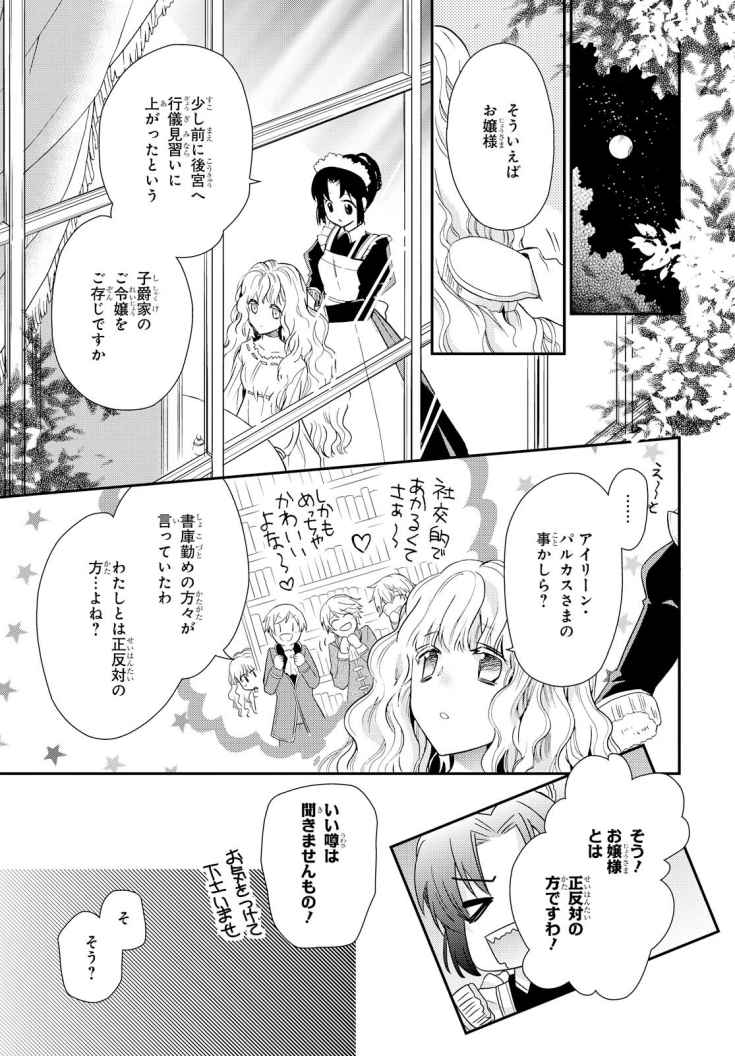 そういえば
お嬢様
少し前に後宮へ
行儀見習いに
上がったという
子爵家の
ご令嬢を
ご存じですか
え〜と
……
アイリーン・
パルカスさまの
事かしら?
社交的で
あかるくて
さぁ〜
しかも
めっちゃ
かわいい
よな〜♡
書庫勤めの方々が
言っていたわ
わたしとは正反対の
方…よね?
そう!
お嬢様
とは
正反対の
方ですわ!
いい噂は
聞きませんもの!
お気をつけて
下さいませ
そ
そう?